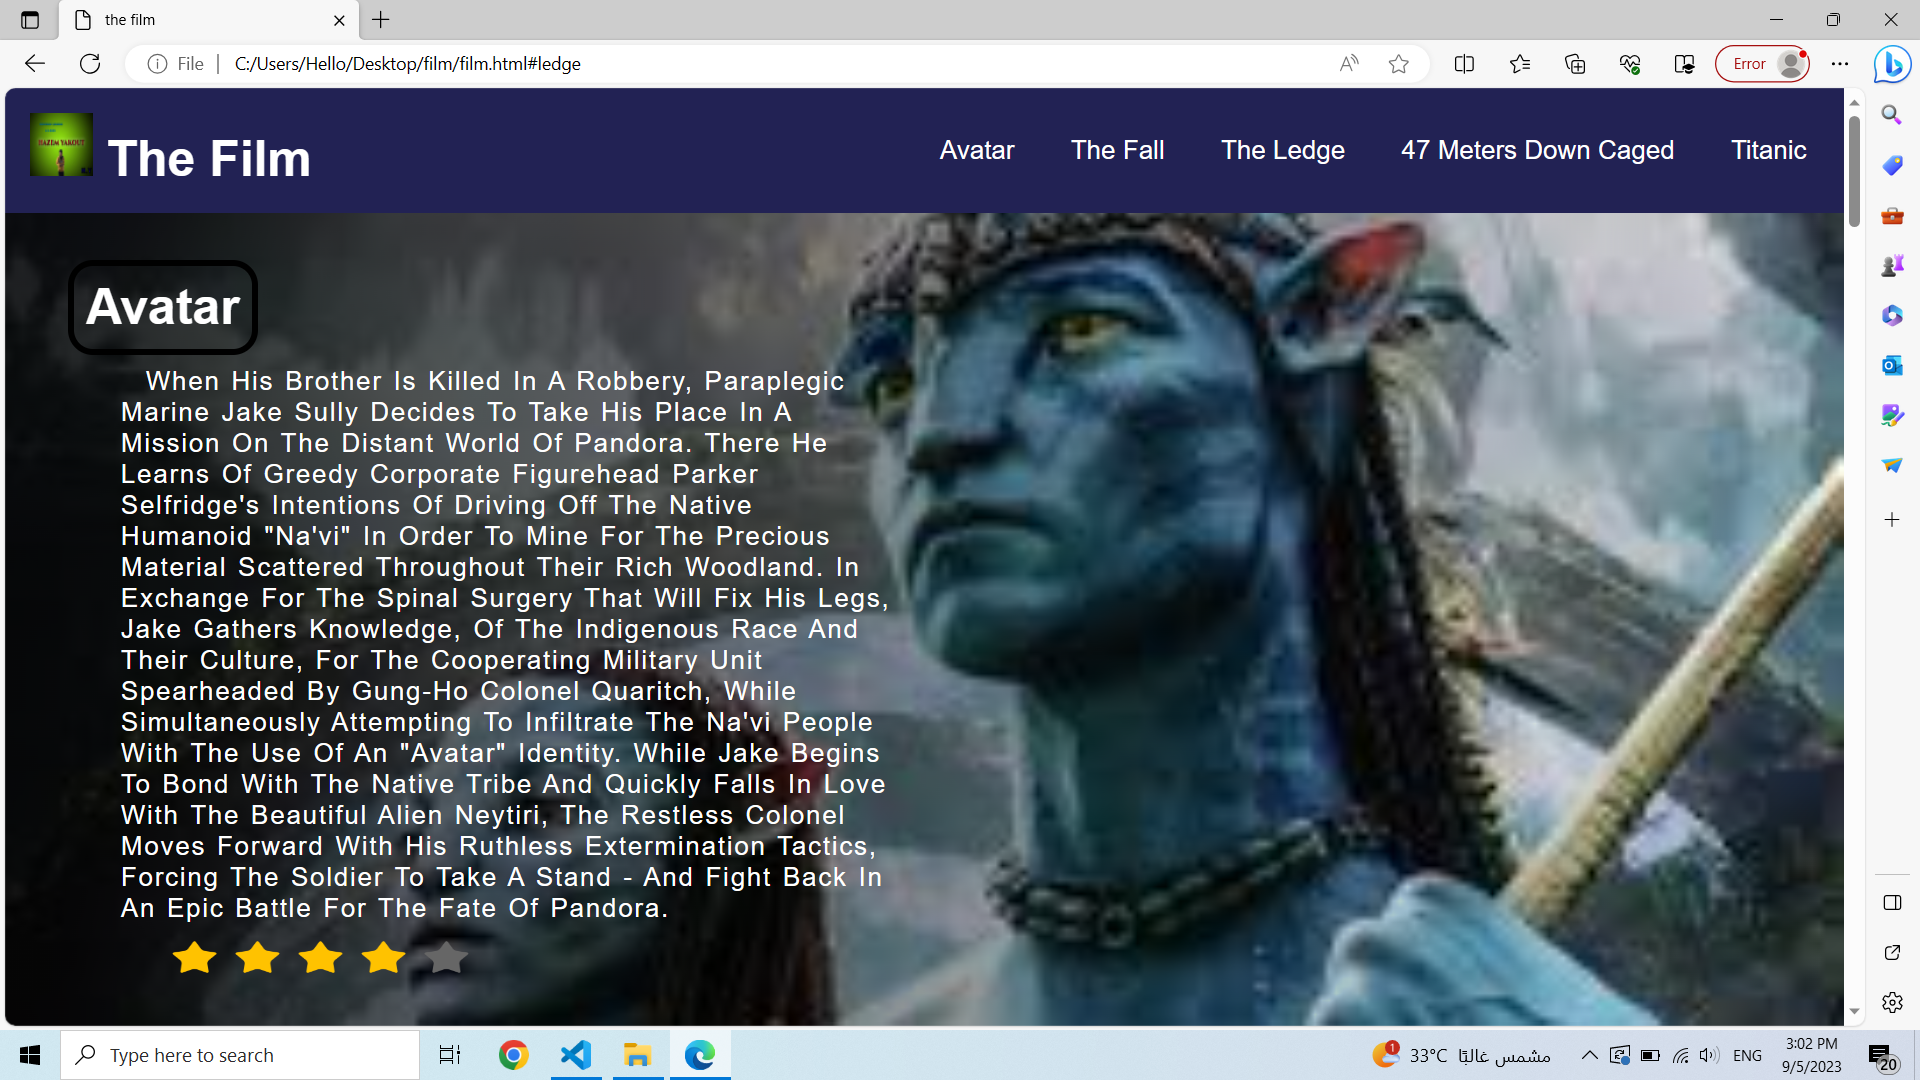 the film
File
C:/Users/Hello/Desktop/film/film.html#ledge
Error
HAZEM YAKOUT
The Film
Avatar
The Fall
The Ledge
47 Meters Down Caged
Titanic
Avatar
When His Brother Is Killed In A Robbery, Paraplegic
Marine Jake Sully Decides To Take His Place In A
Mission On The Distant World Of Pandora. There He
Learns Of Greedy Corporate Figurehead Parker
Selfridge's Intentions Of Driving Off The Native
Humanoid "Na'vi" In Order To Mine For The Precious
Material Scattered Throughout Their Rich Woodland. In
Exchange For The Spinal Surgery That Will Fix His Legs,
Jake Gathers Knowledge, Of The Indigenous Race And
Their Culture, For The Cooperating Military Unit
Spearheaded By Gung-Ho Colonel Quaritch, While
Simultaneously Attempting To Infiltrate The Na'vi People
With The Use Of An "Avatar" Identity. While Jake Begins
To Bond With The Native Tribe And Quickly Falls In Love
With The Beautiful Alien Neytiri, The Restless Colonel
Moves Forward With His Ruthless Extermination Tactics,
Forcing The Soldier To Take A Stand - And Fight Back In
An Epic Battle For The Fate Of Pandora.
Type here to search
1
33°C مشمس غالبًا
ENG
3:02 PM
9/5/2023
20